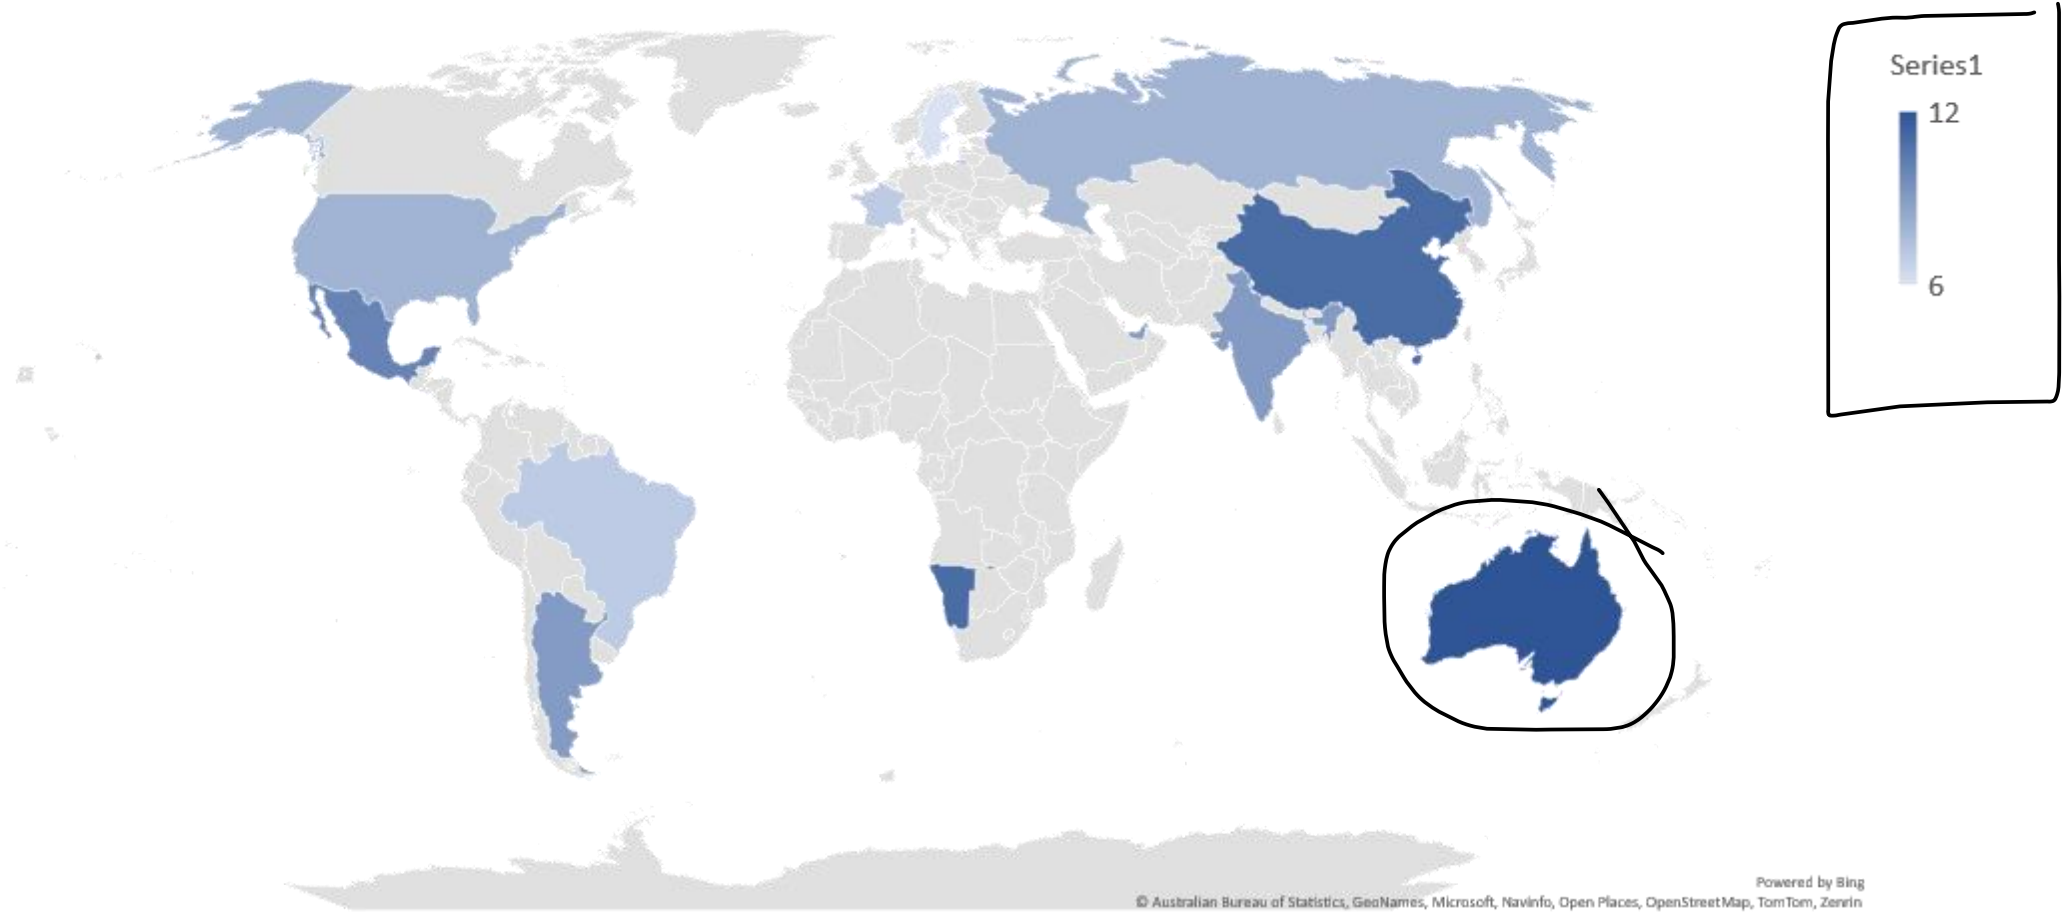 Series1
12
6
Powered by Bing
© Australian Bureau of Statistics, GeoNames, Microsoft, Navinfo, Open Places, OpenStreetMap, TomTom, Zenrin